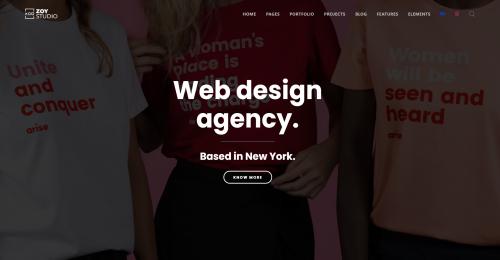 ZOY
STUDIO
HOME
PAGES
PORTFOLIO
PROJECTS
BLOG
FEATURES
ELEMENTS
Unite
and
conquer
arise
A woman's
place is
the charge
Women
will be
seen and
heard
Web design
agency.
Based in New York.
KNOW MORE